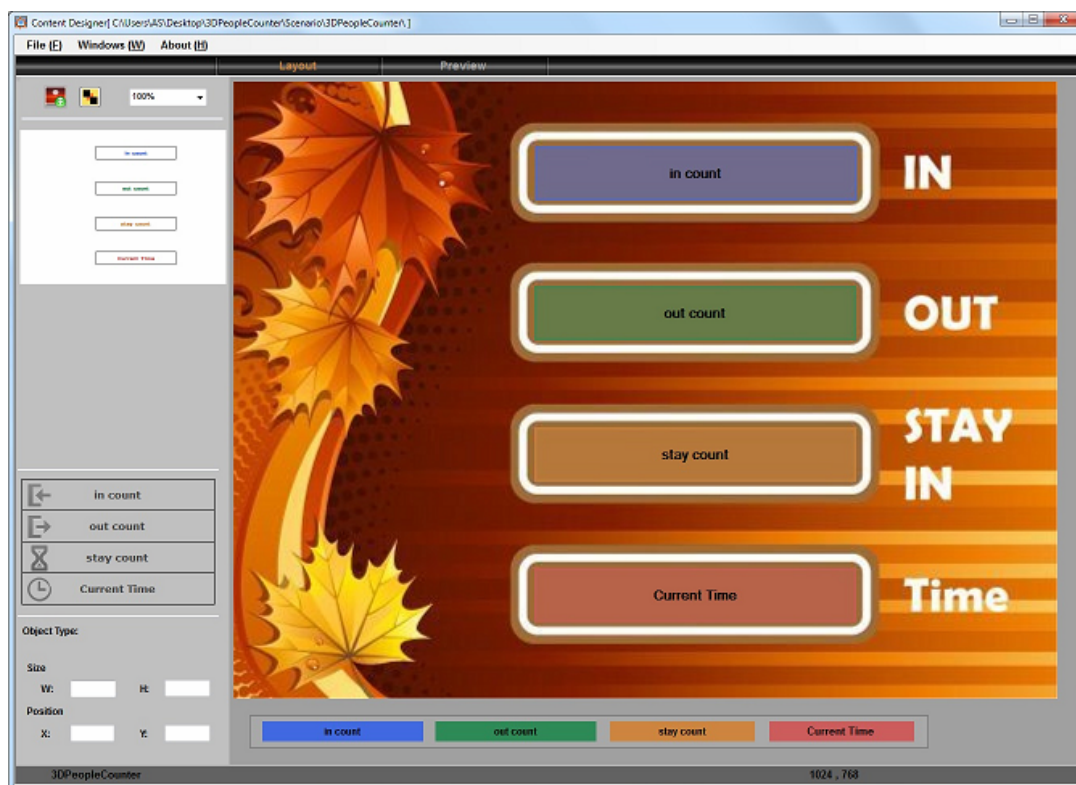 Content Designer[ C:\Users\AS\Desktop\3DPeopleCounter\Scenario\3DPeopleCounter\ ]
File (F) Windows (W) About (H)
Layout Preview
100%
in count
out count
stay count
Current Time
in count
out count
stay count
Current Time
Object Type:
Size
W: H:
Position
X: Y:
in count IN
out count OUT
stay count STAY
IN
Current Time Time
in count out count stay count Current Time
3DPeopleCounter 1024 , 768